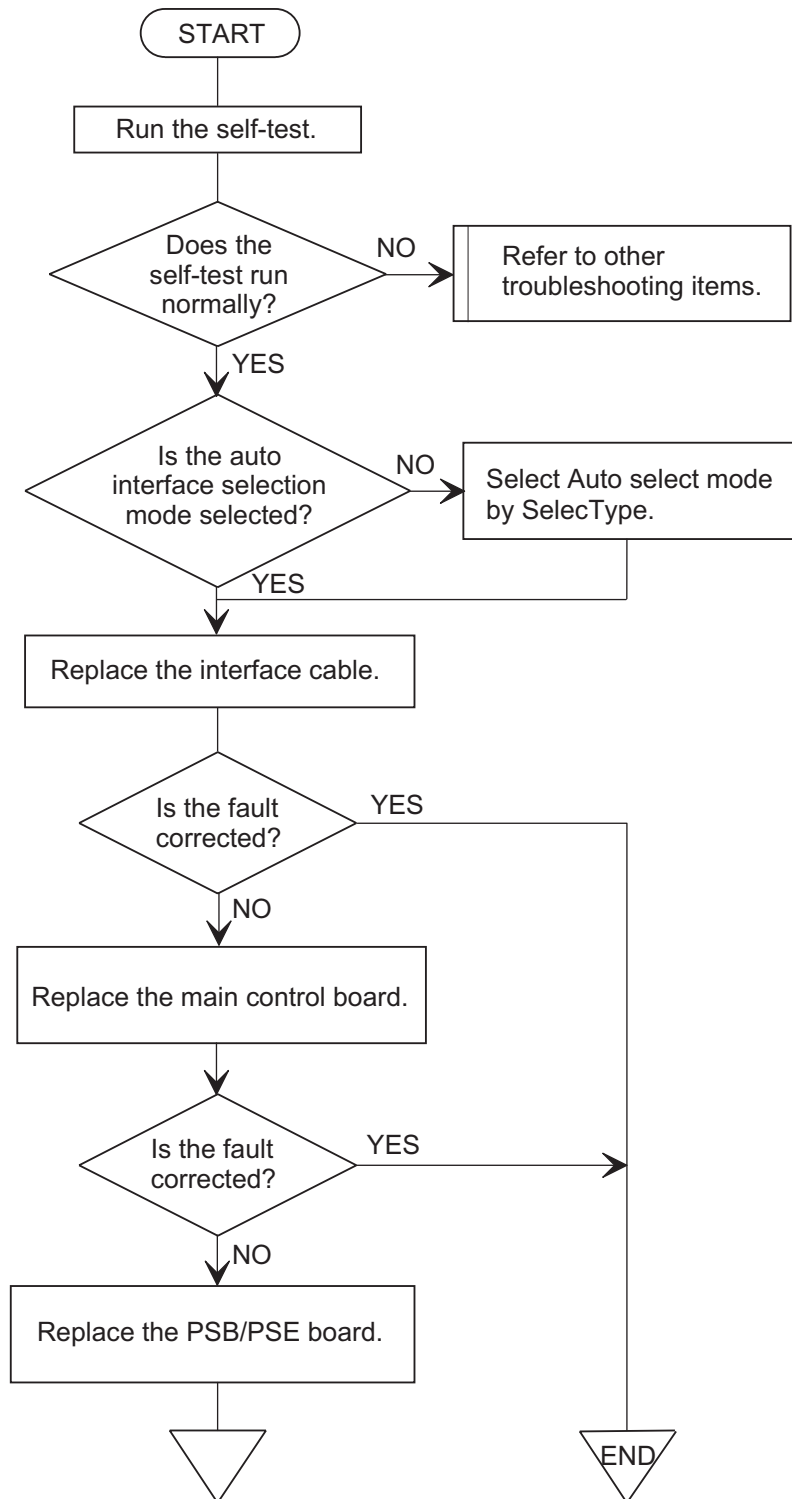 START
Run the self-test.
Does the
self-test run
normally?
NO
Refer to other
troubleshooting items.
YES
Is the auto
interface selection
mode selected?
NO
Select Auto select mode
by SelecType.
YES
Replace the interface cable.
Is the fault
corrected?
YES
NO
Replace the main control board.
Is the fault
corrected?
YES
NO
Replace the PSB/PSE board.
END